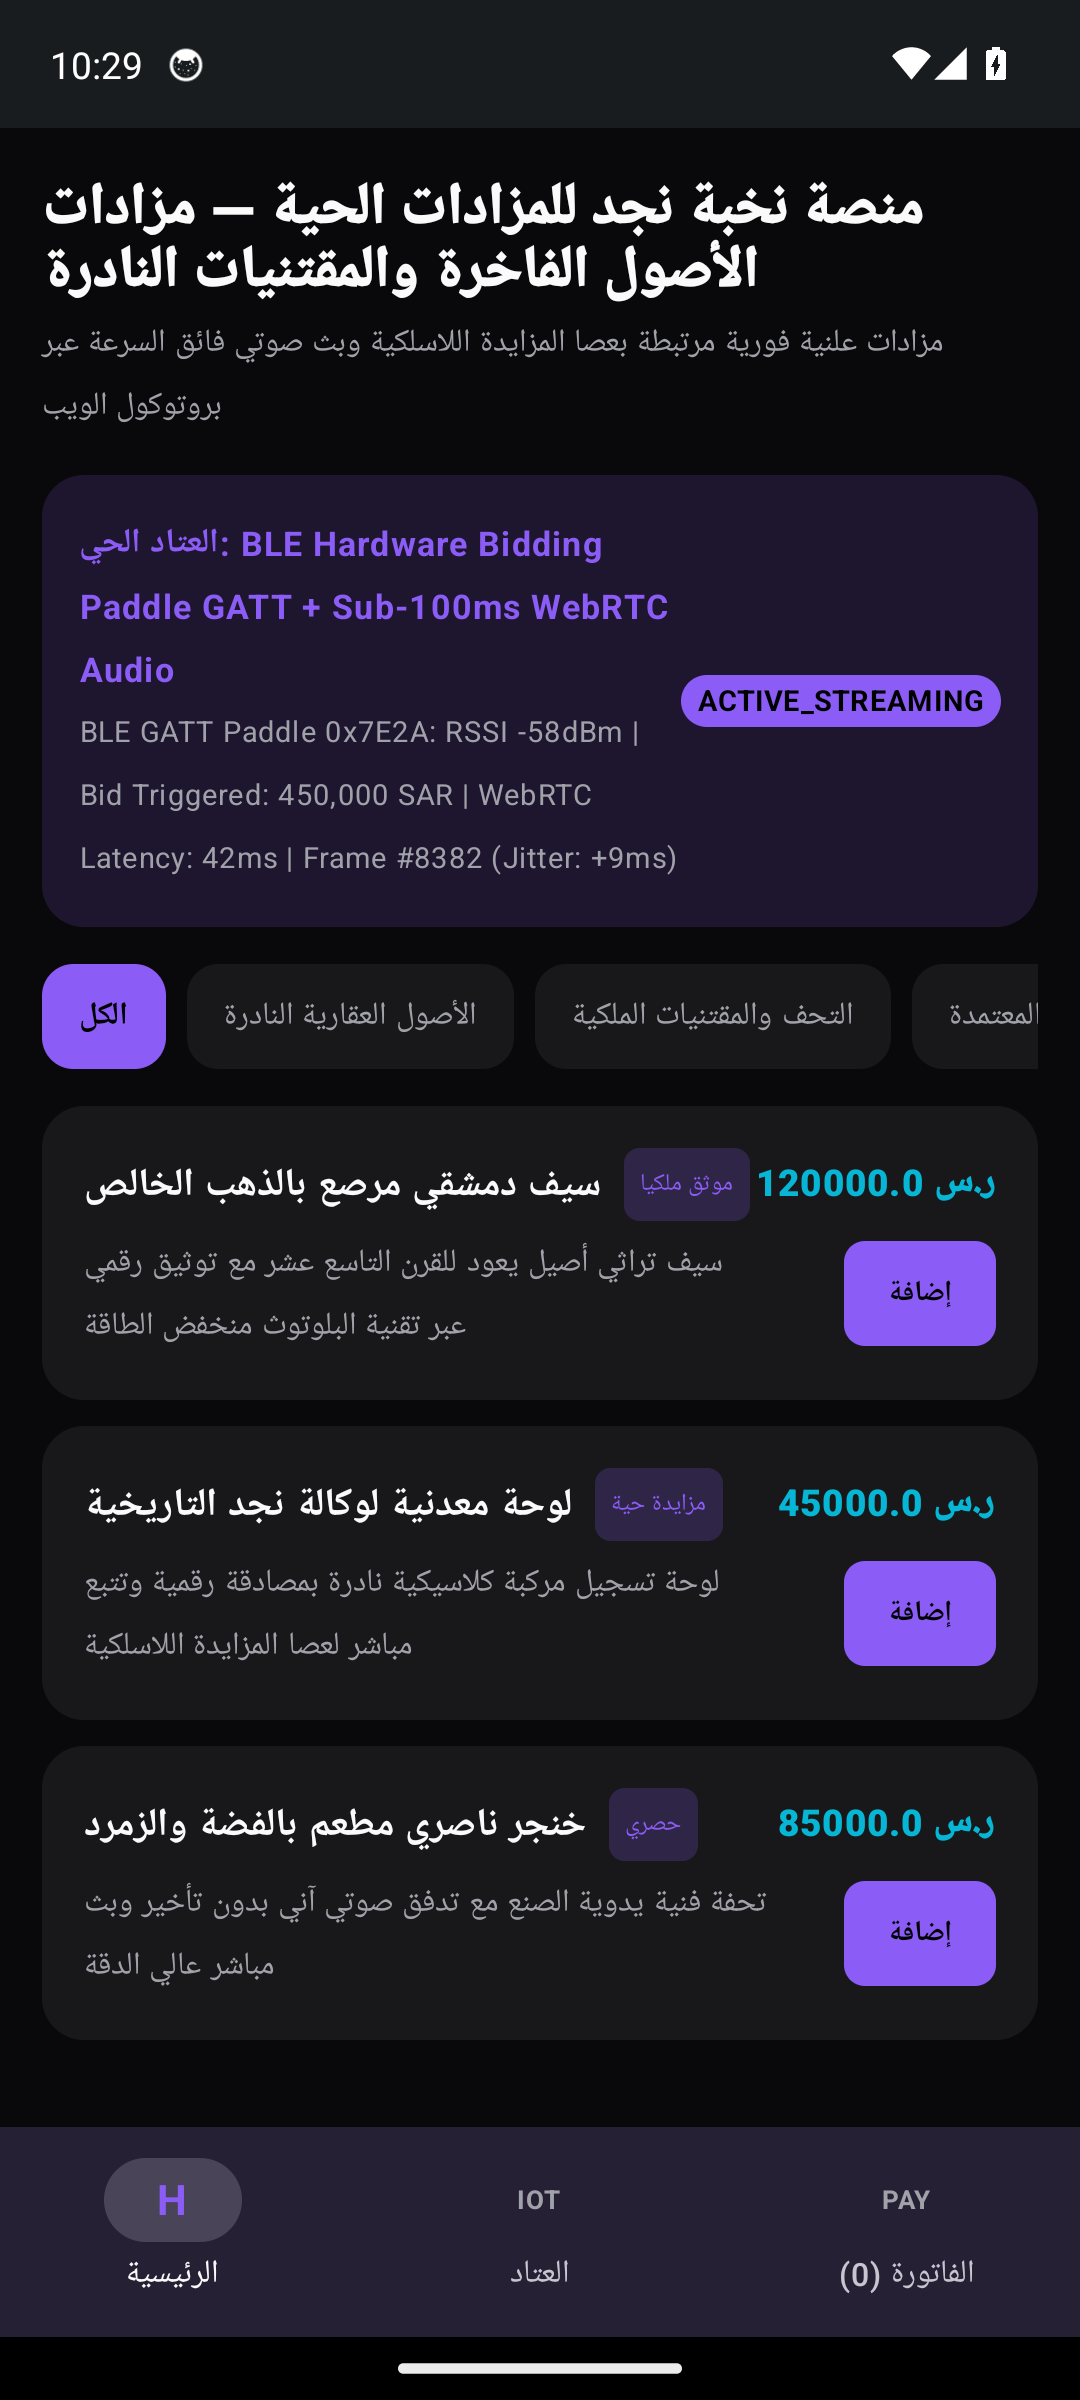 10:29
منصة نخبة نجد للمزادات الحية — مزادات
الأصول الفاخرة والمقتنيات النادرة
مزادات علنية فورية مرتبطة بعصا المزايدة اللاسلكية وبث صوتي فائق السرعة عبر
بروتوكول الويب
العتاد الحي: BLE Hardware Bidding
Paddle GATT + Sub-100ms WebRTC
Audio
ACTIVE_STREAMING
BLE GATT Paddle 0x7E2A: RSSI -58dBm |
Bid Triggered: 450,000 SAR | WebRTC
Latency: 42ms | Frame #8382 (Jitter: +9ms)
الكل
الأصول العقارية النادرة
التحف والمقتنيات الملكية
المعتمدة
سيف دمشقي مرصع بالذهب الخالص
موثق ملكيا
120000.0 ر.س
سيف تراثي أصيل يعود للقرن التاسع عشر مع توثيق رقمي
عبر تقنية البلوتوث منخفض الطاقة
إضافة
لوحة معدنية لوكالة نجد التاريخية
مزايدة حية
45000.0 ر.س
لوحة تسجيل مركبة كلاسيكية نادرة بمصادقة رقمية وتتبع
مباشر لعصا المزايدة اللاسلكية
إضافة
خنجر ناصري مطعم بالفضة والزمرد
حصري
85000.0 ر.س
تحفة فنية يدوية الصنع مع تدفق صوتي آني بدون تأخير وبث
مباشر عالي الدقة
إضافة
H
الرئيسية
IOT
العتاد
PAY
الفاتورة (0)